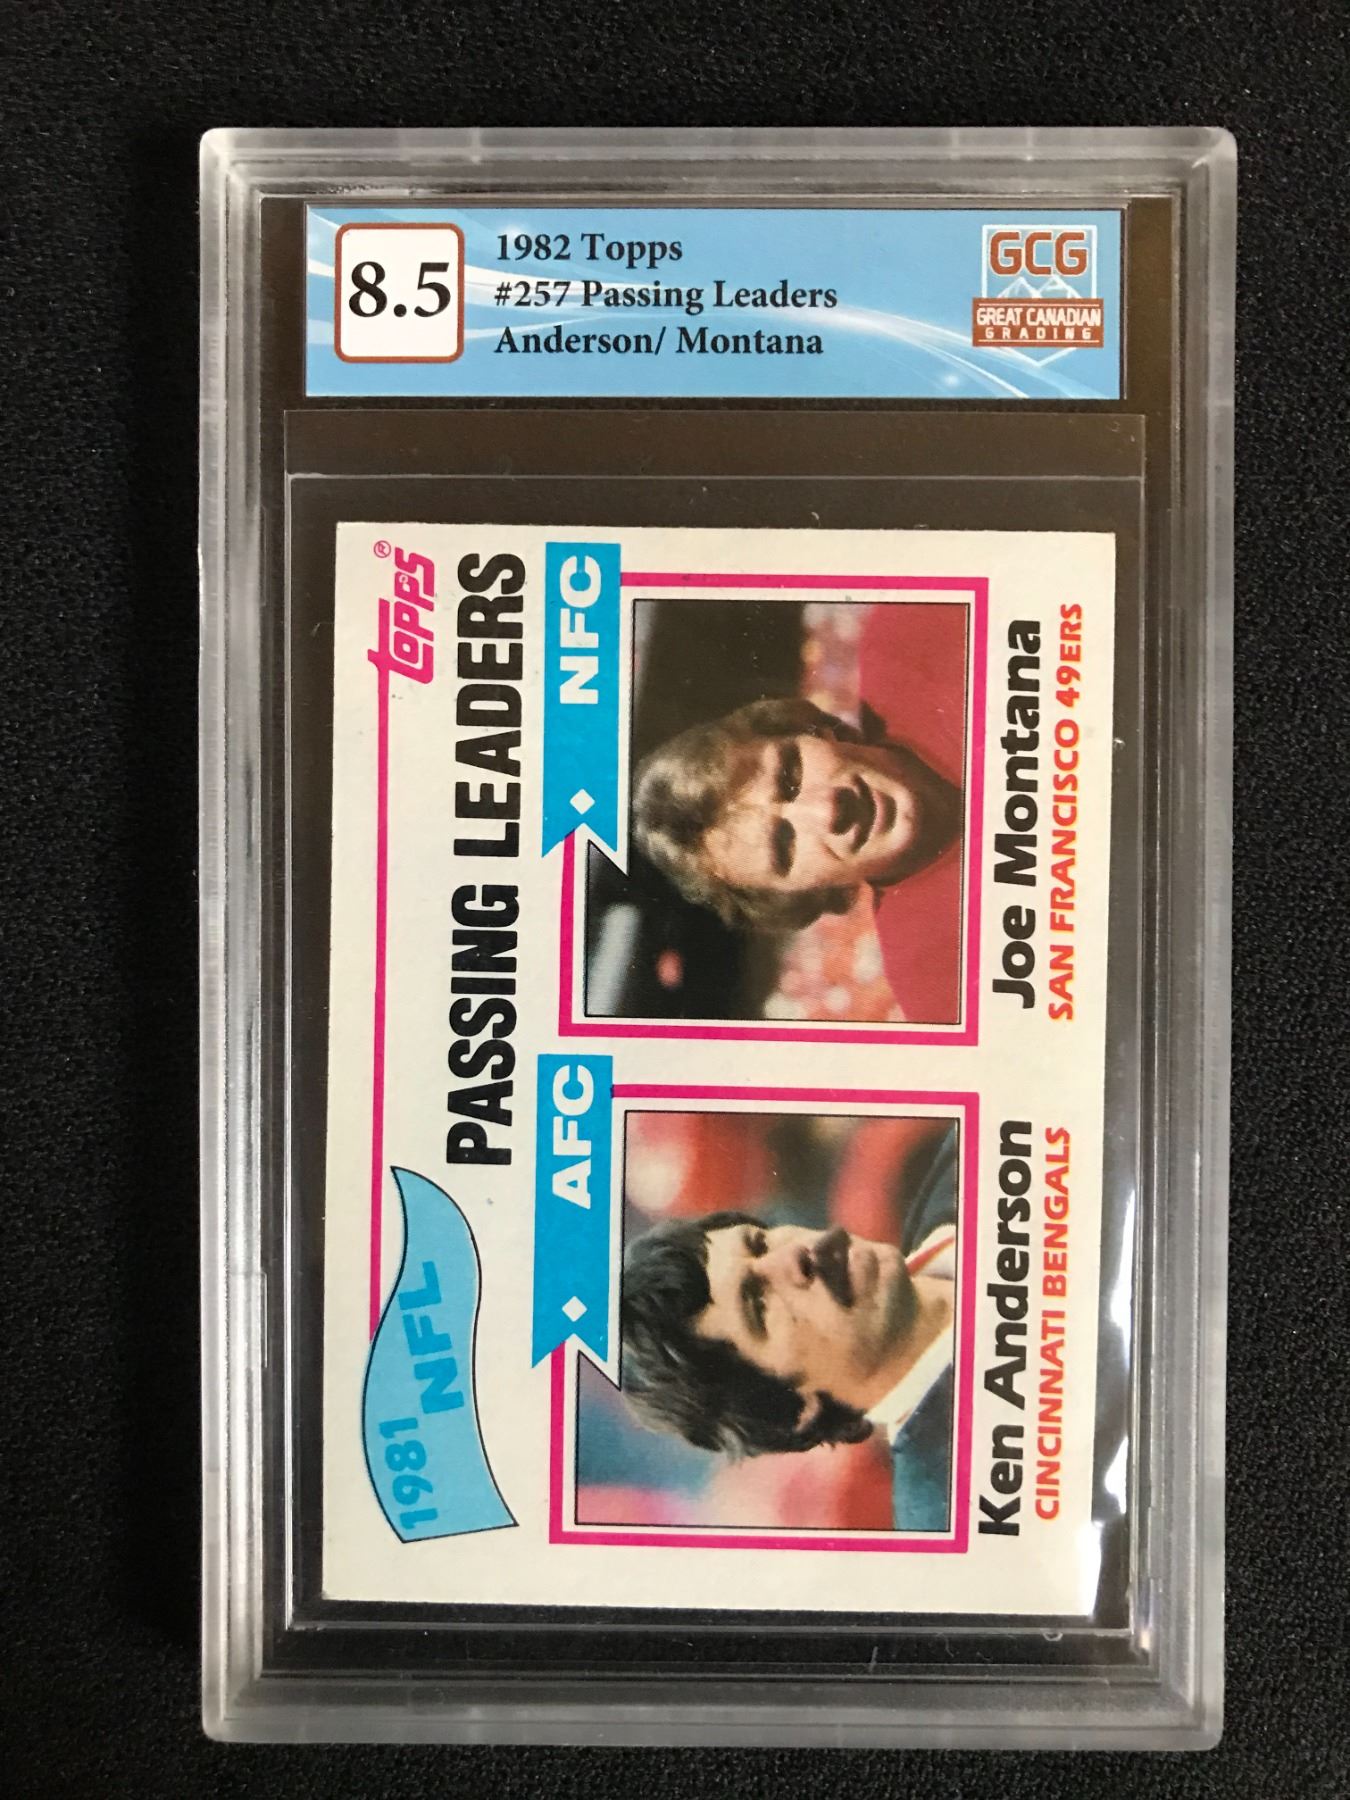 8.5
1982 Topps
#257 Passing Leaders
Anderson/ Montana
GCG
GREAT CANADIAN
GRADING
topps®
1981
NFL
PASSING LEADERS
AFC
NFC
Ken Anderson
CINCINNATI BENGALS
Joe Montana
SAN FRANCISCO 49ERS